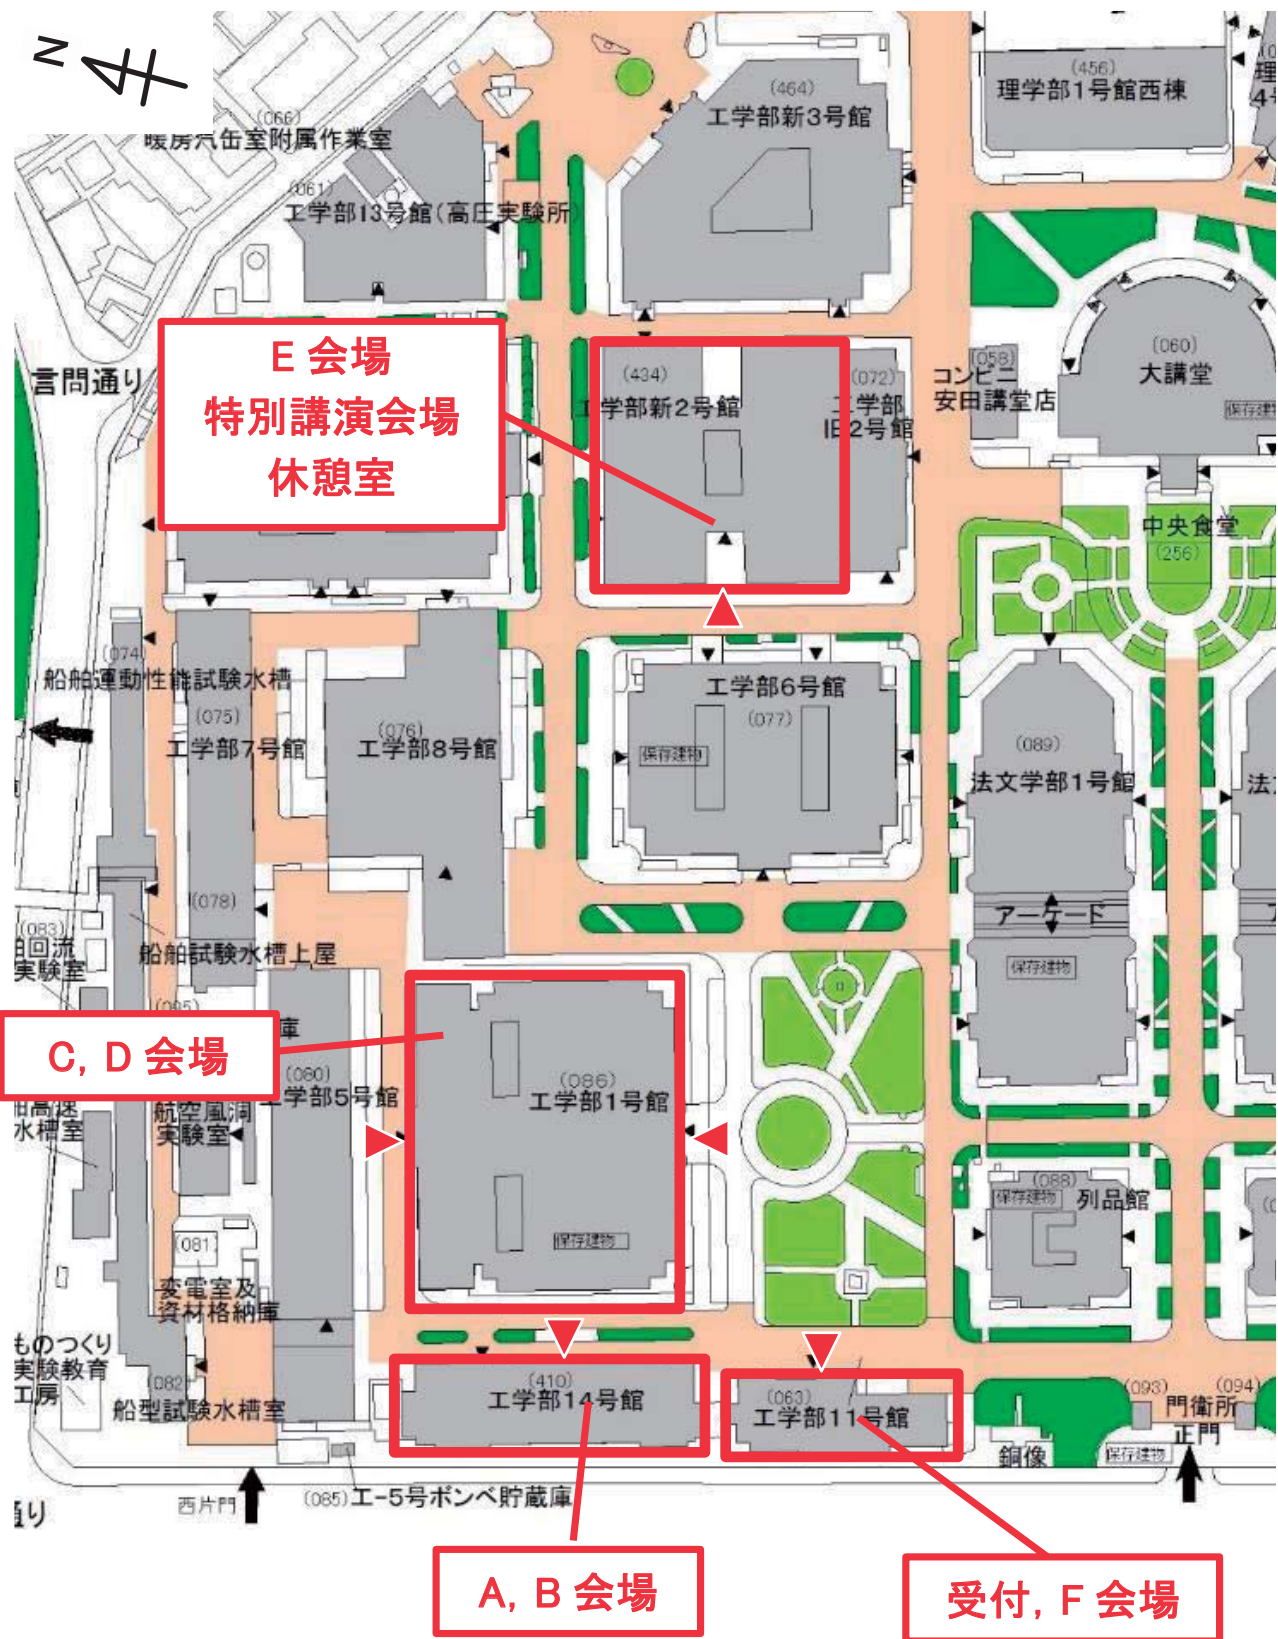 N
(456)
理学部1号館西棟
(464)
工学部新3号館
(066)
暖房汽缶室附属作業室
(061)
工学部13号館(高圧実験所)
言問通り
E 会場
特別講演会場
休憩室
(434)
工学部新2号館
(072)
工学部
旧2号館
(058)
コンビニ
安田講堂店
(060)
大講堂
中央食堂
(256)
(074)
船舶運動性能試験水槽
(075)
工学部7号館
(076)
工学部8号館
工学部6号館
(077)
保存建物
(089)
法文学部1号館
アーケード
保存建物
(078)
船舶試験水槽上屋
(083)
実験室
(095)
C, D 会場
庫
(080)
工学部5号館
航空風洞
実験室
水槽室
(086)
工学部1号館
保存建物
(088)
保存建物
列品館
(081)
変電室及
資材格納庫
ものつくり
実験教育
工房
(082)
船型試験水槽室
(410)
工学部14号館
(063)
工学部11号館
(093)
(094)
門衛所
正門
保存建物
銅像
西片門
(085)工-5号ボンベ貯蔵庫
通り
A, B 会場
受付, F 会場